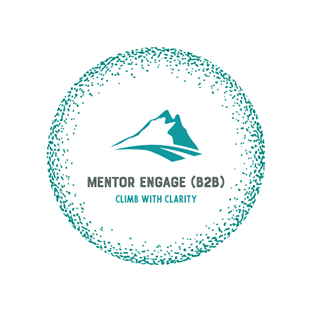 MENTOR ENGAGE (B2B)
CLIMB WITH CLARITY